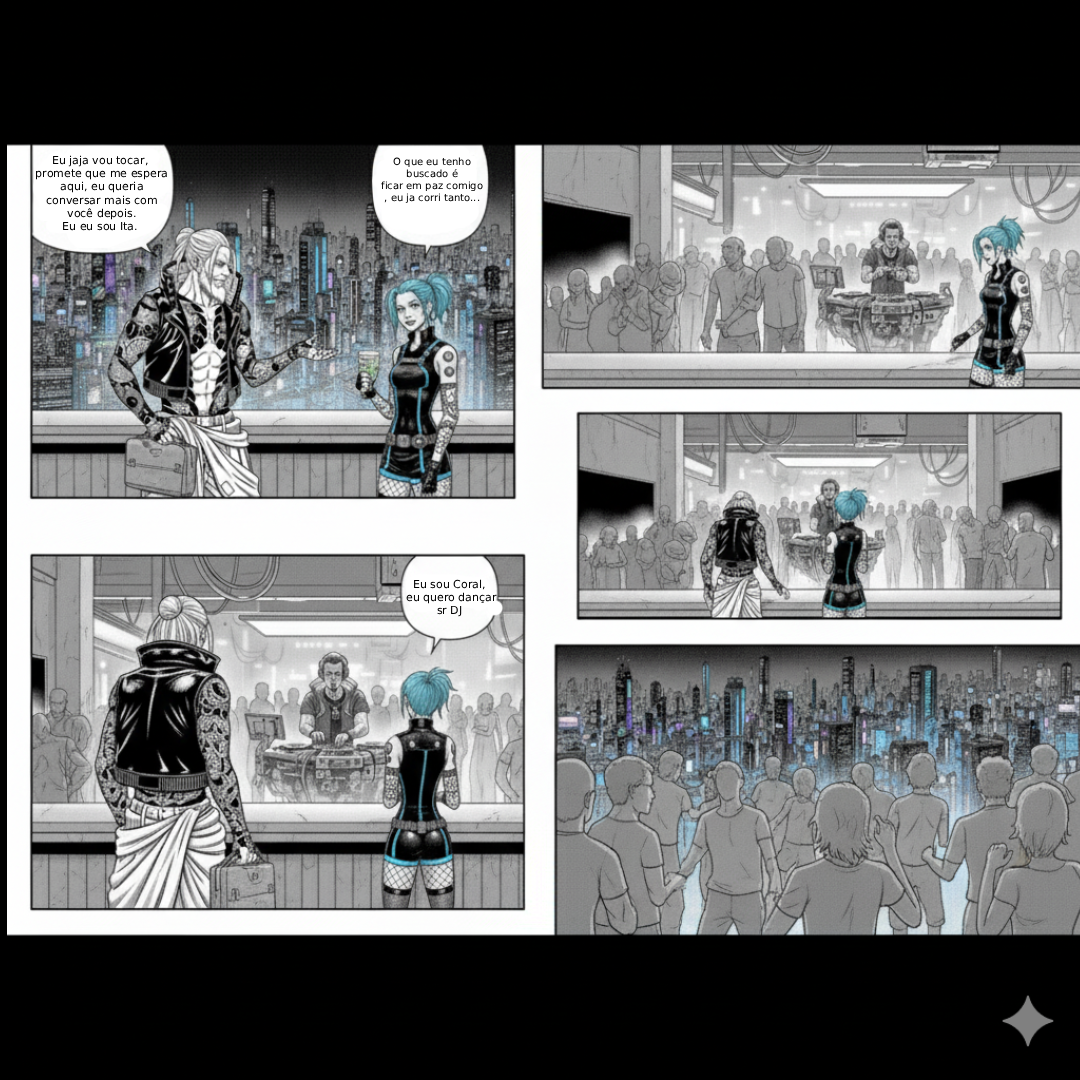 Eu jaja vou tocar,
promete que me espera
aqui, eu queria
conversar mais com
você depois.
Eu eu sou Ita.
O que eu tenho
buscado é
ficar em paz comigo
, eu ja corri tanto...
Eu sou Coral,
eu quero dançar
sr DJ